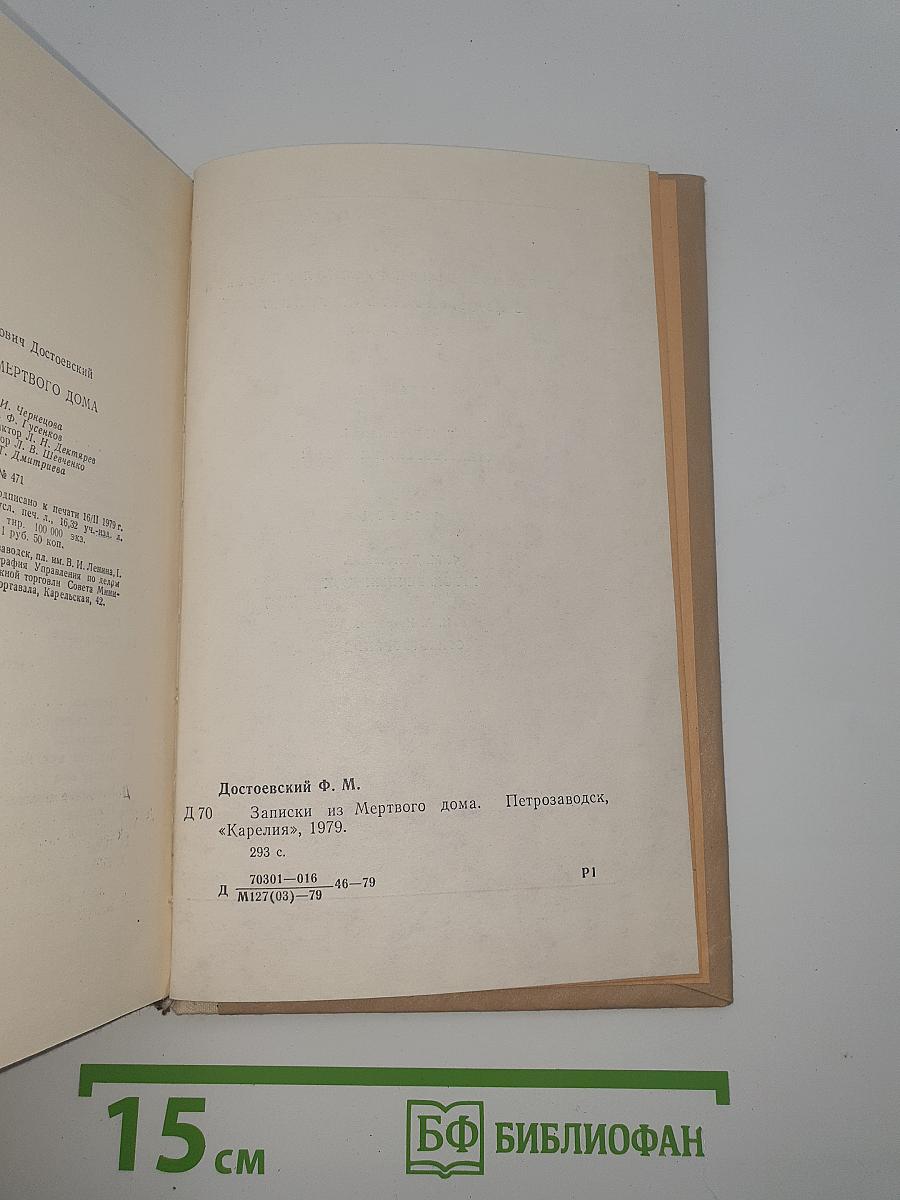 ович Достоевский
МЕРТВОГО ДОМА
И. Чернецова
Ф. Гусенков
ктор Л. Н. Дектярев
ор Л. В. Шевченко
Г. Дмитриева
№ 471
одписано к печати 16/II 1979 г.
усл. печ. л., 16,32 уч.-изд. л.
тир. 100 000 экз.
1 руб. 50 коп.
заводск, пл. им. В. И. Ленина, 1.
графия Управления по делам
жной торговли Совета Мини-
ортавала, Карельская, 42.
Достоевский Ф. М.
Д 70 Записки из Мертвого дома. Петрозаводск,
«Карелия», 1979.
293 с.
Д 70301—016 46—79 Р1
М127(03)—79
15 см
БФ БИБЛИОФАН